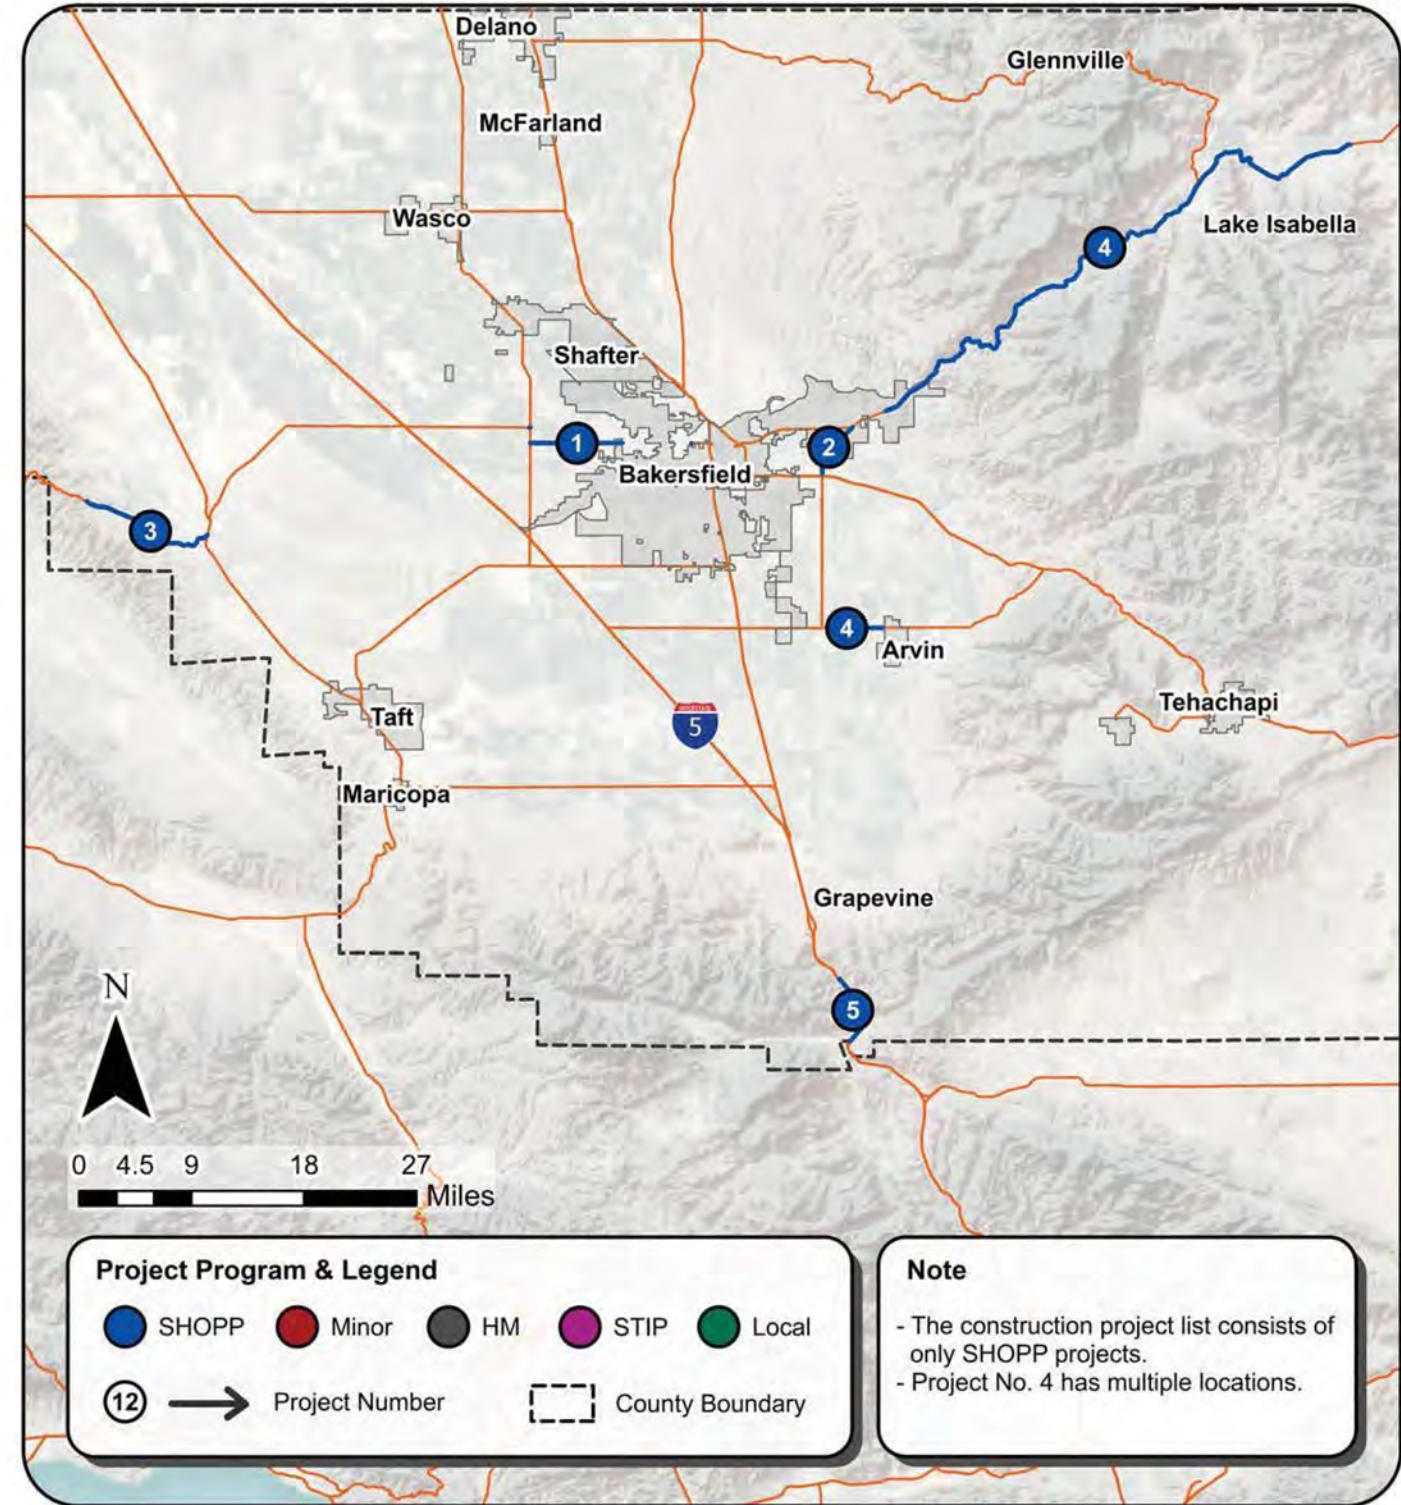 Delano
Glennville
McFarland
Wasco
Lake Isabella
4
Shafter
1
2
Bakersfield
3
4
Arvin
Tehachapi
Taft
INTERSTATE
5
Maricopa
Grapevine
5
N
0 4.5 9 18 27
Miles
Project Program & Legend
SHOPP Minor HM STIP Local
12 Project Number County Boundary
Note
- The construction project list consists of
only SHOPP projects.
- Project No. 4 has multiple locations.